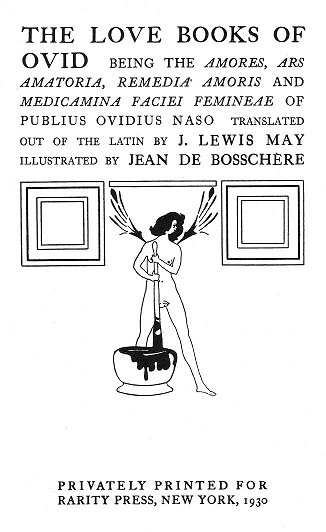 THE LOVE BOOKS OF
OVID BEING THE AMORES, ARS
AMATORIA, REMEDIA AMORIS AND
MEDICAMINA FACIEI FEMINEAE OF
PUBLIUS OVIDIUS NASO TRANSLATED
OUT OF THE LATIN BY J. LEWIS MAY
ILLUSTRATED BY JEAN DE BOSSCHÈRE
PRIVATELY PRINTED FOR
RARITY PRESS, NEW YORK, 1930